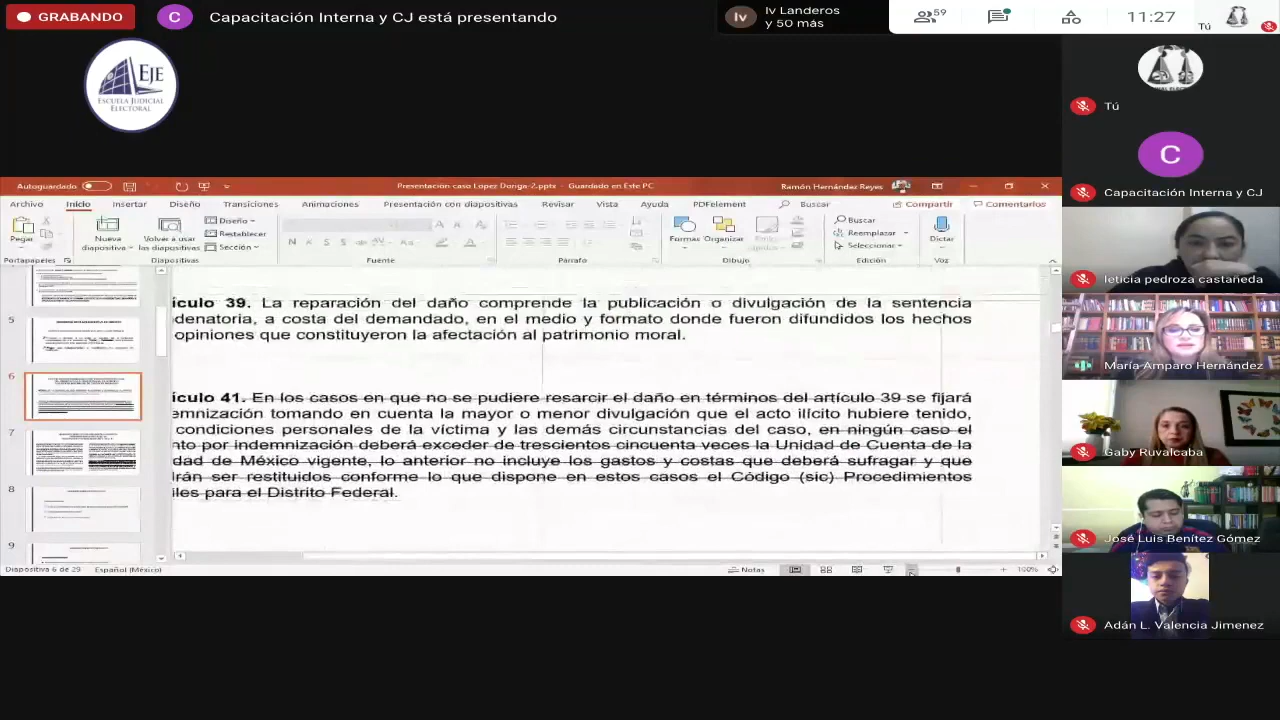 GRABANDO
C
Capacitación Interna y CJ está presentando
Iv
Iv Landeros
y 50 más
59
11:27
Tú
EJE
ESCUELA JUDICIAL
ELECTORAL
Tú
C
Capacitación Interna y CJ
leticia pedroza castañeda
María Amparo Hernández
Gaby Ruvalcaba
José Luis Benítez Gómez
Adán L. Valencia Jimenez
Autoguardado
Presentación caso Lopez Doriga-2.pptx - Guardado en Este PC
Ramón Hernández Reyes
Archivo Inicio Insertar Diseño Transiciones Animaciones Presentación con diapositivas Revisar Vista Ayuda PDFelement Buscar Compartir Comentarios
Pegar
Nueva
diapositiva
Volver a usar
las diapositivas
Diseño
Restablecer
Sección
N K S
Formas Organizar
Buscar
Reemplazar
Seleccionar
Dictar
Portapapeles Diapositivas Fuente Párrafo Dibujo Edición Voz
5
6
7
8
9
ículo 39. La reparación del daño comprende la publicación o divulgación de la sentencia
denatoria, a costa del demandado, en el medio y formato donde fueron fundidos los hechos
opiniones que constituyeron la afectación al patrimonio moral.
ículo 41. En los casos en que no se pudiere resarcir el daño en términos del artículo 39 se fijará
emnización tomando en cuenta la mayor o menor divulgación que el acto ilícito hubiere tenido,
condiciones personales de la víctima y las demás circunstancias del caso, en ningún caso el
nto por indemnización deberá exceder de trescientos cincuenta veces la Unidad de Cuenta de la
dad de México vigente, lo anterior no incluye los gastos y costas que deberá sufragar y que
drán ser restituidos conforme lo que dispone en estos casos el Código (sic) Procedimientos
iles para el Distrito Federal.
Diapositiva 6 de 29
Español (México)
Notas
100%